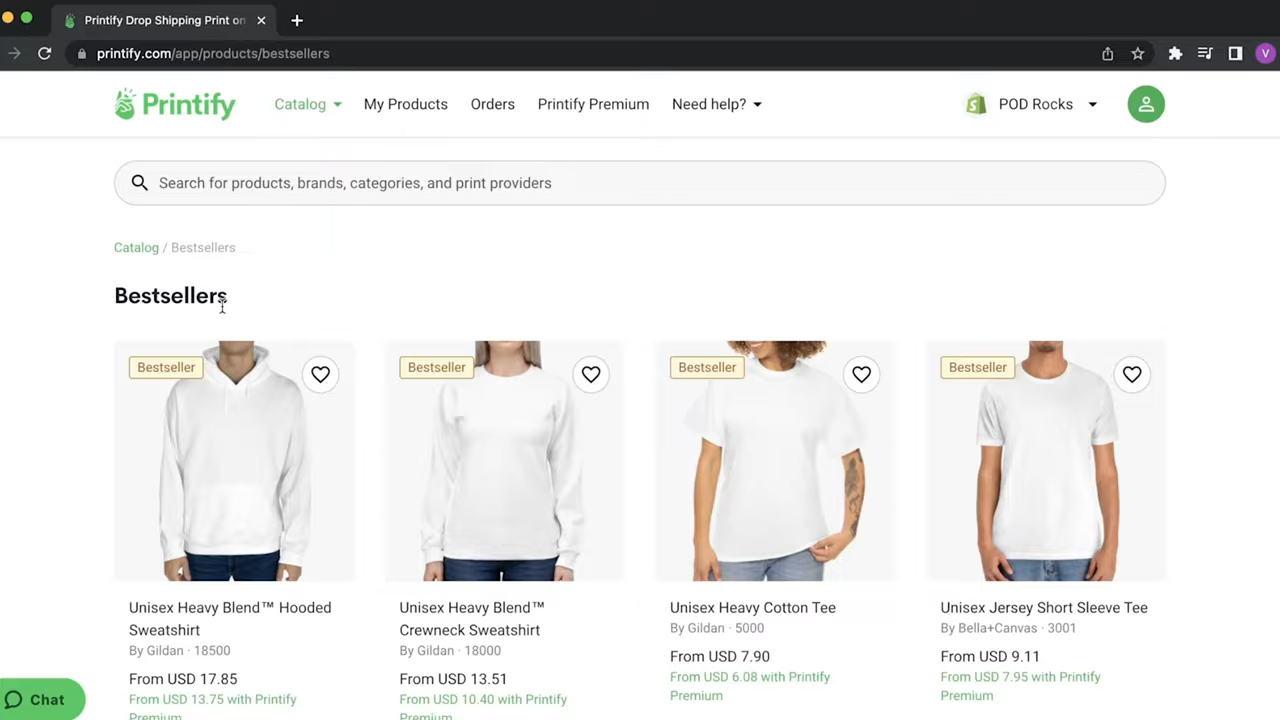 Printify Drop Shipping Print on
printify.com/app/products/bestsellers
V
Printify Catalog My Products Orders Printify Premium Need help? POD Rocks
Search for products, brands, categories, and print providers
Catalog / Bestsellers
Bestsellers
Bestseller Bestseller Bestseller Bestseller
Unisex Heavy Blend™ Hooded
Sweatshirt
By Gildan · 18500
From USD 17.85
From USD 13.75 with Printify
Premium
Unisex Heavy Blend™
Crewneck Sweatshirt
By Gildan · 18000
From USD 13.51
From USD 10.40 with Printify
Premium
Unisex Heavy Cotton Tee
By Gildan · 5000
From USD 7.90
From USD 6.08 with Printify
Premium
Unisex Jersey Short Sleeve Tee
By Bella+Canvas · 3001
From USD 9.11
From USD 7.95 with Printify
Premium
Chat